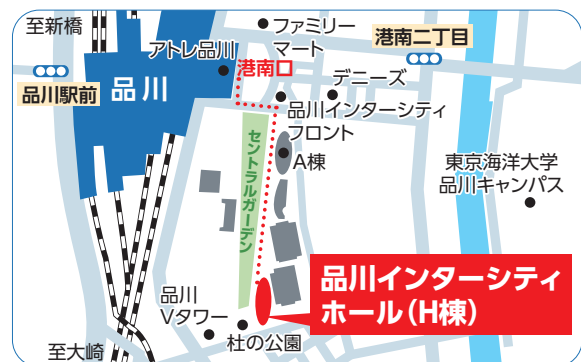 至新橋
ファミリー
マート
アトレ品川
港南口
港南二丁目
品川駅前
品川
デニーズ
品川インターシティ
フロント
A棟
セントラルガーデン
東京海洋大学
品川キャンパス
品川インターシティ
ホール(H棟)
品川
Vタワー
杜の公園
至大崎